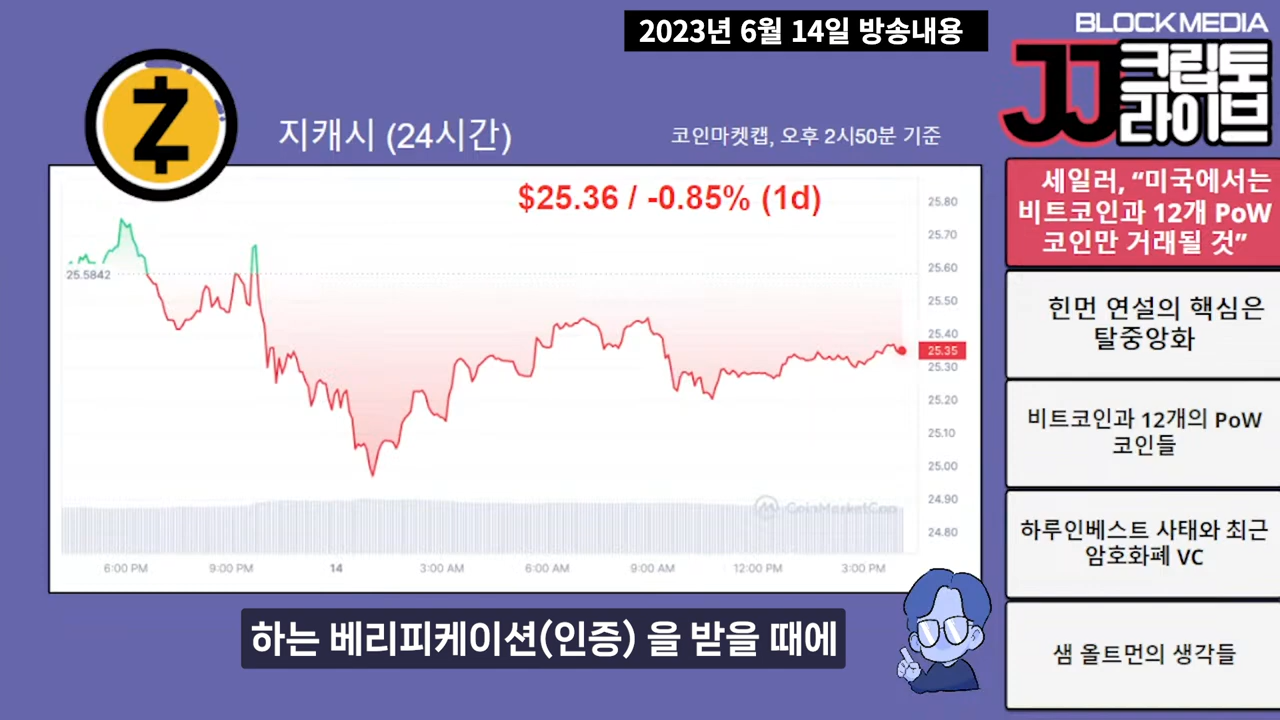 2023년 6월 14일 방송내용
BLOCKMEDIA
JJ 크립토
라이브
지캐시 (24시간)
코인마켓캡, 오후 2시50분 기준
$25.36 / -0.85% (1d)
25.5842
25.80
25.70
25.60
25.50
25.40
25.35
25.30
25.20
25.10
25.00
24.90
24.80
CoinMarketCap
6:00 PM
9:00 PM
14
3:00 AM
6:00 AM
9:00 AM
12:00 PM
3:00 PM
세일러, “미국에서는
비트코인과 12개 PoW
코인만 거래될 것”
힌먼 연설의 핵심은
탈중앙화
비트코인과 12개의 PoW
코인들
하루인베스트 사태와 최근
암호화폐 VC
샘 올트먼의 생각들
하는 베리피케이션(인증) 을 받을 때에